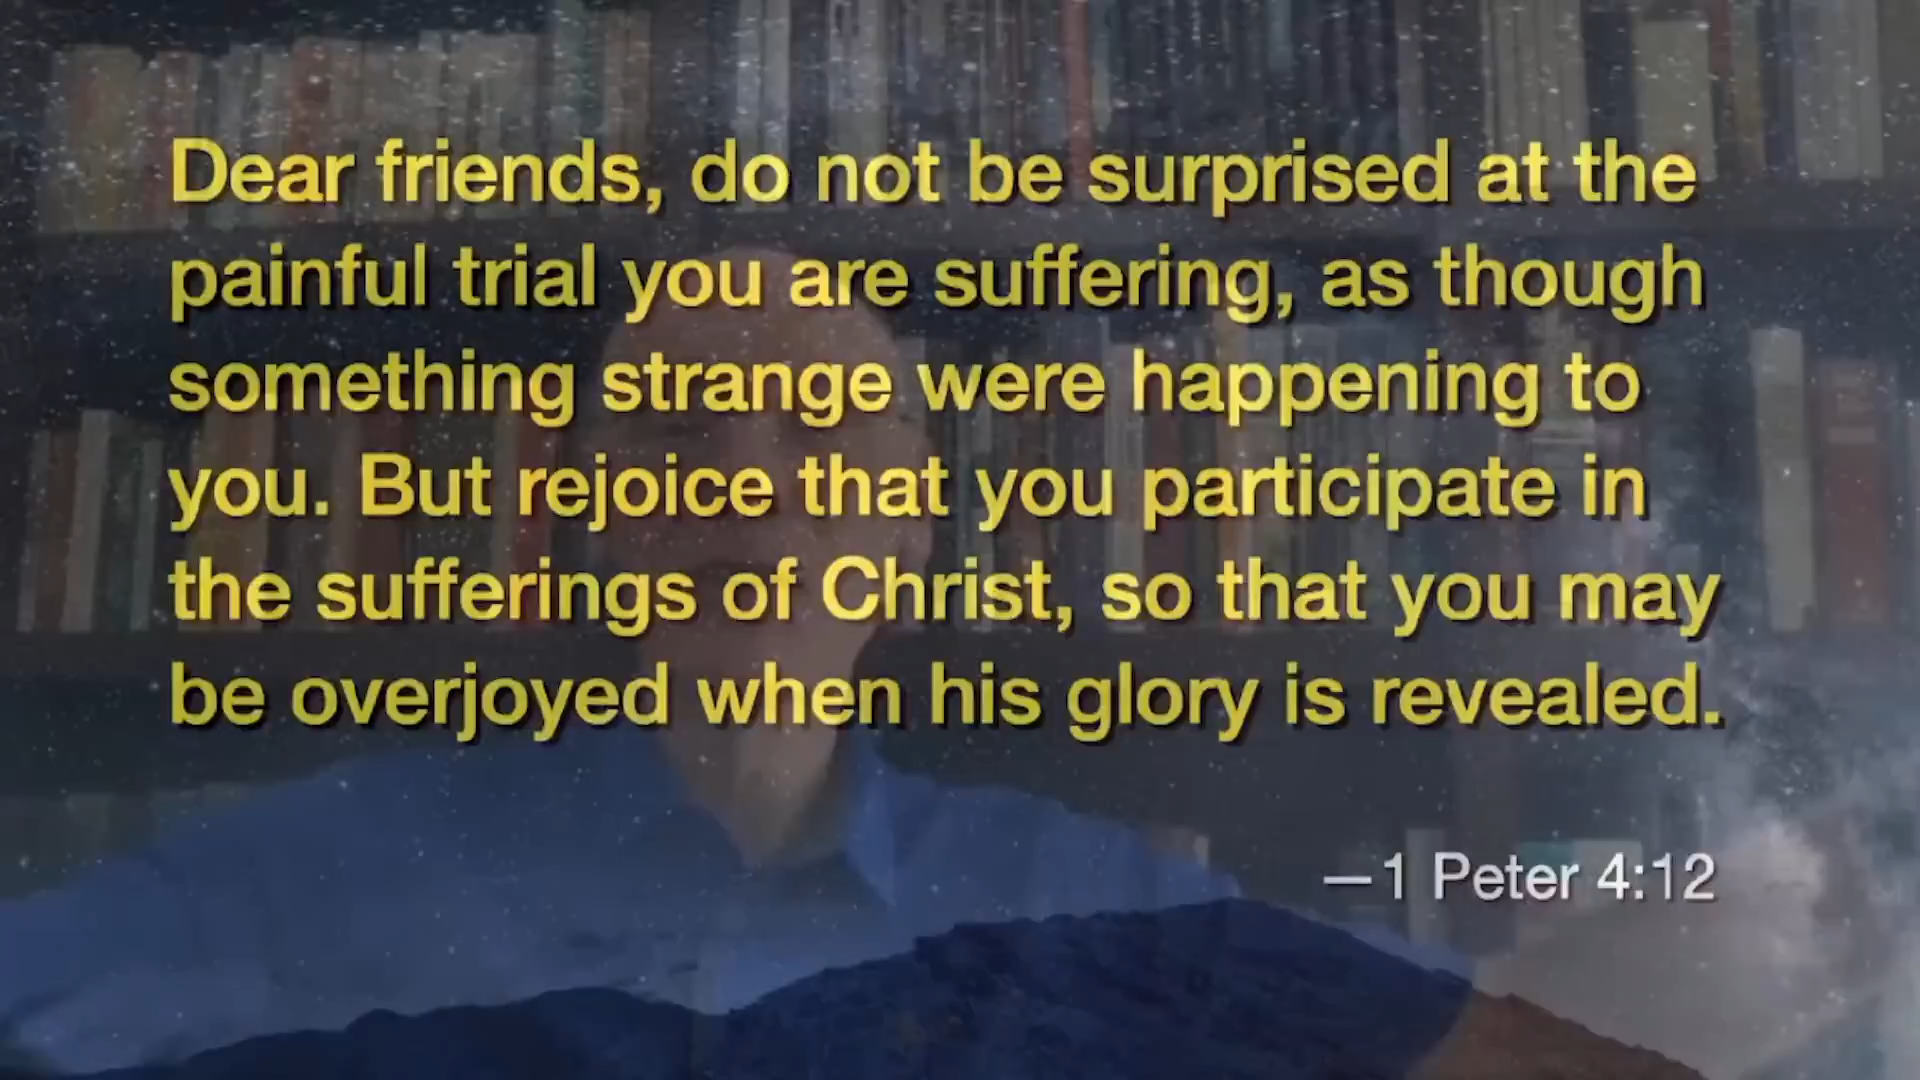 Dear friends, do not be surprised at the
painful trial you are suffering, as though
something strange were happening to
you. But rejoice that you participate in
the sufferings of Christ, so that you may
be overjoyed when his glory is revealed.
—1 Peter 4:12